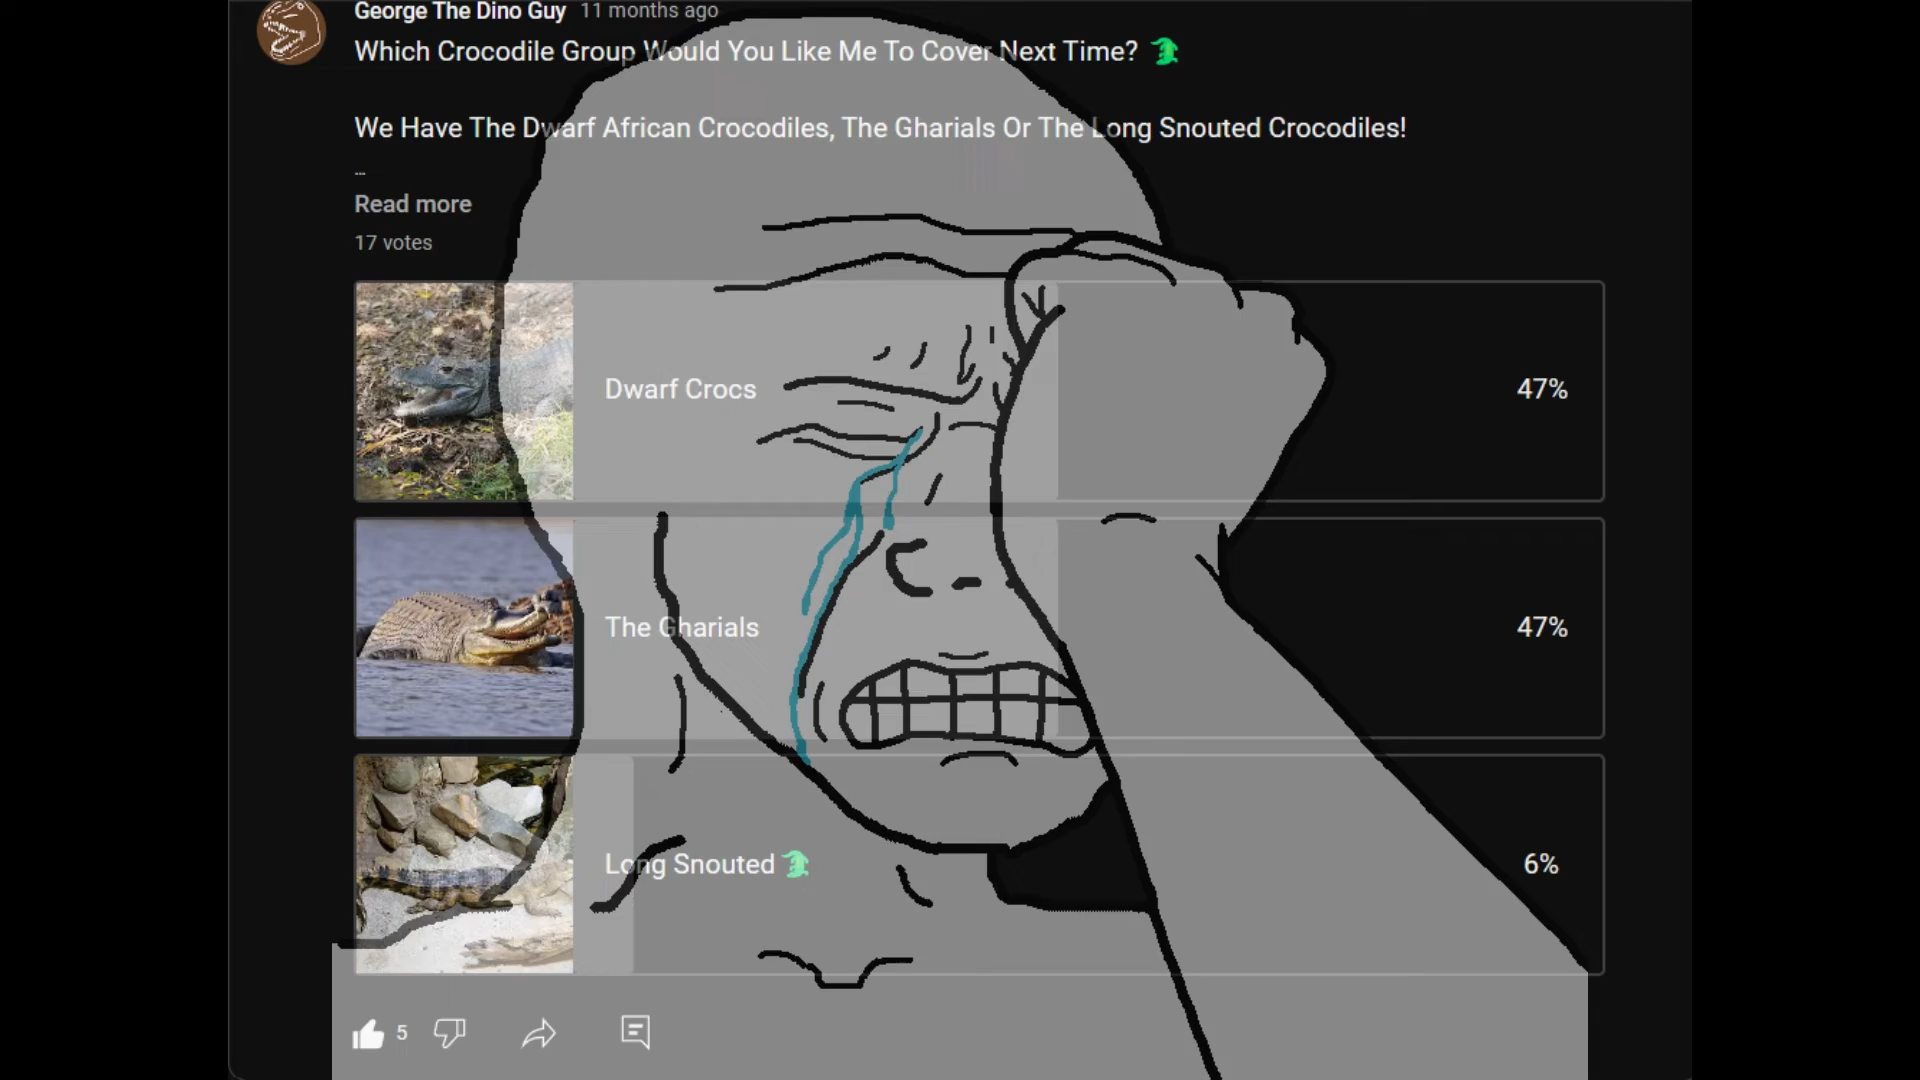 George The Dino Guy 11 months ago
Which Crocodile Group Would You Like Me To Cover Next Time? 🐊
We Have The Dwarf African Crocodiles, The Gharials Or The Long Snouted Crocodiles!
...
Read more
17 votes
Dwarf Crocs 47%
The Gharials 47%
Long Snouted 🐊 6%
5